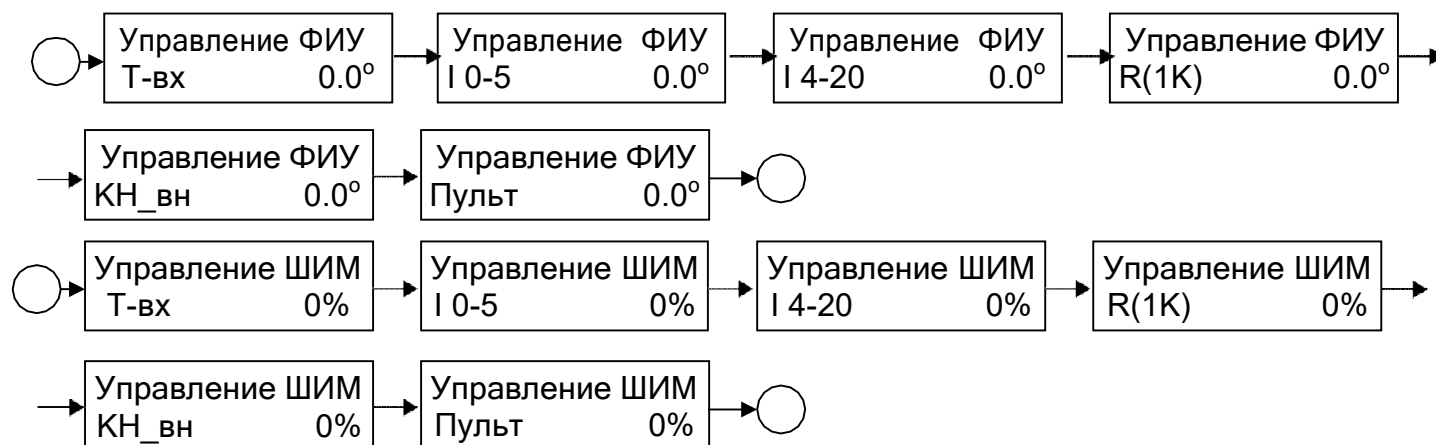 Управление ФИУ
Т-вх 0.0º
Управление ФИУ
I 0-5 0.0º
Управление ФИУ
I 4-20 0.0º
Управление ФИУ
R(1К) 0.0º
Управление ФИУ
КН_вн 0.0º
Управление ФИУ
Пульт 0.0º
Управление ШИМ
Т-вх 0%
Управление ШИМ
I 0-5 0%
Управление ШИМ
I 4-20 0%
Управление ШИМ
R(1К) 0%
Управление ШИМ
КН_вн 0%
Управление ШИМ
Пульт 0%